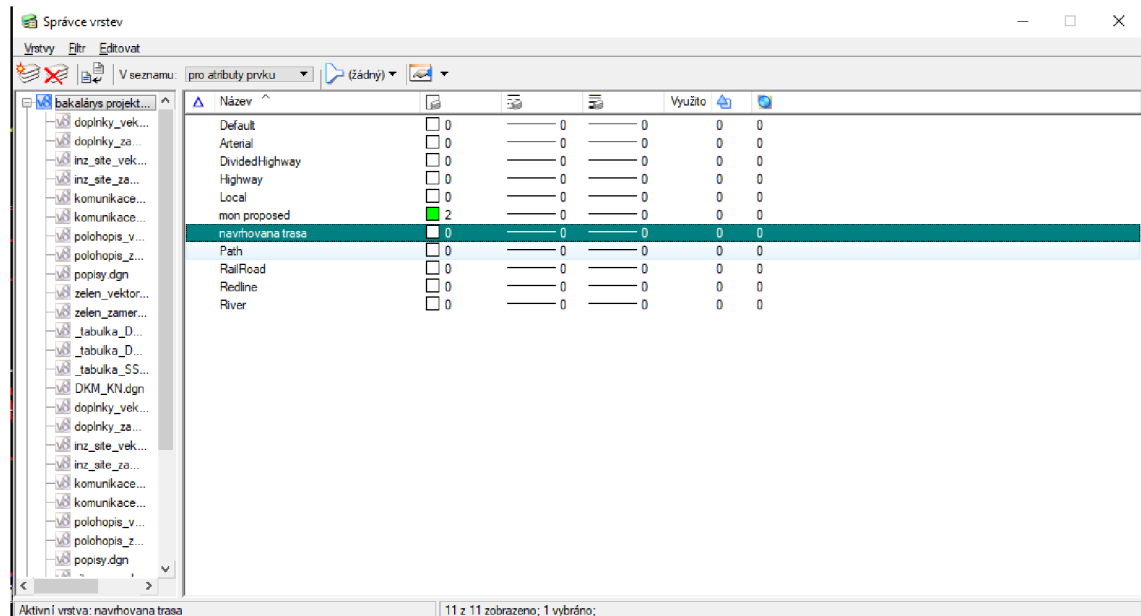 Správce vrstev
Vrstvy Filtr Editovat
V seznamu: pro atributy prvku (žádný)
bakalárys projekt...
doplnky_vek...
doplnky_za...
inz_site_vek...
inz_site_za...
komunikace...
komunikace...
polohopis_v...
polohopis_z...
popisy.dgn
zelen_vektor...
zelen_zamer...
_tabulka_D...
_tabulka_D...
_tabulka_SS...
DKM_KN.dgn
doplnky_vek...
doplnky_za...
inz_site_vek...
inz_site_za...
komunikace...
komunikace...
polohopis_v...
polohopis_z...
popisy.dgn
Název Využito
Default 0 0 0 0 0
Arterial 0 0 0 0 0
DividedHighway 0 0 0 0 0
Highway 0 0 0 0 0
Local 0 0 0 0 0
mon proposed 2 0 0 0 0
navrhovana trasa 0 0 0 0 0
Path 0 0 0 0 0
RailRoad 0 0 0 0 0
Redline 0 0 0 0 0
River 0 0 0 0 0
Aktivní vrstva: navrhovana trasa
11 z 11 zobrazeno; 1 vybráno;